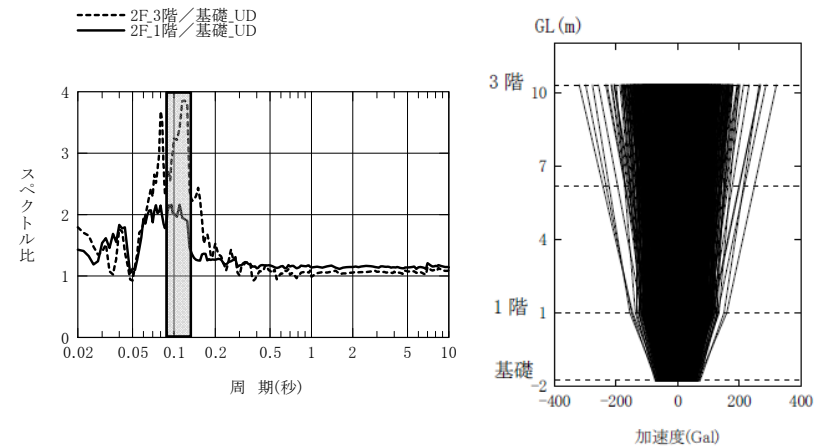 2F_3階／基礎_UD
2F_1階／基礎_UD
4
3
2
1
0
スペクトル比
0.02 0.05 0.1 0.2 0.5 1 2 5 10
周 期(秒)
GL(m)
3 階
10
7
4
1 階
1
基礎
-2
-400 -200 0 200 400
加速度(Gal)